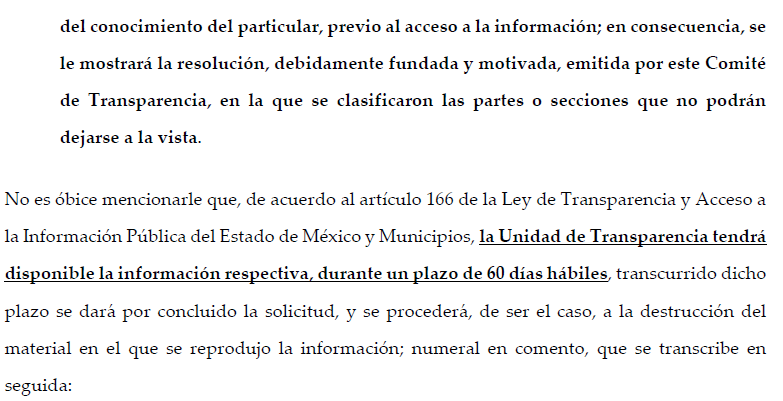 del conocimiento del particular, previo al acceso a la información; en consecuencia, se
le mostrará la resolución, debidamente fundada y motivada, emitida por este Comité
de Transparencia, en la que se clasificaron las partes o secciones que no podrán
dejarse a la vista.
No es óbice mencionarle que, de acuerdo al artículo 166 de la Ley de Transparencia y Acceso a
la Información Pública del Estado de México y Municipios, la Unidad de Transparencia tendrá
disponible la información respectiva, durante un plazo de 60 días hábiles, transcurrido dicho
plazo se dará por concluido la solicitud, y se procederá, de ser el caso, a la destrucción del
material en el que se reprodujo la información; numeral en comento, que se transcribe en
seguida: